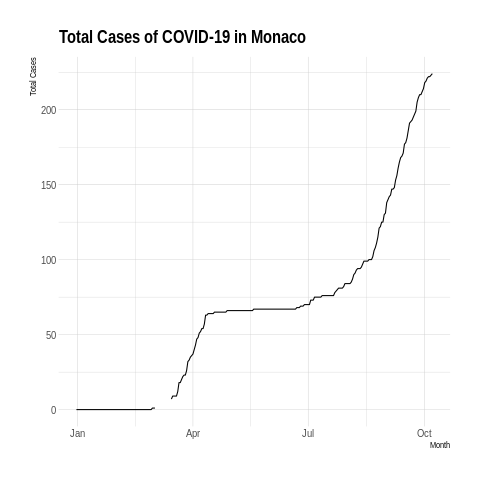 Total Cases of COVID-19 in Monaco
Total Cases
200
150
100
50
0
Jan Apr Jul Oct
Month